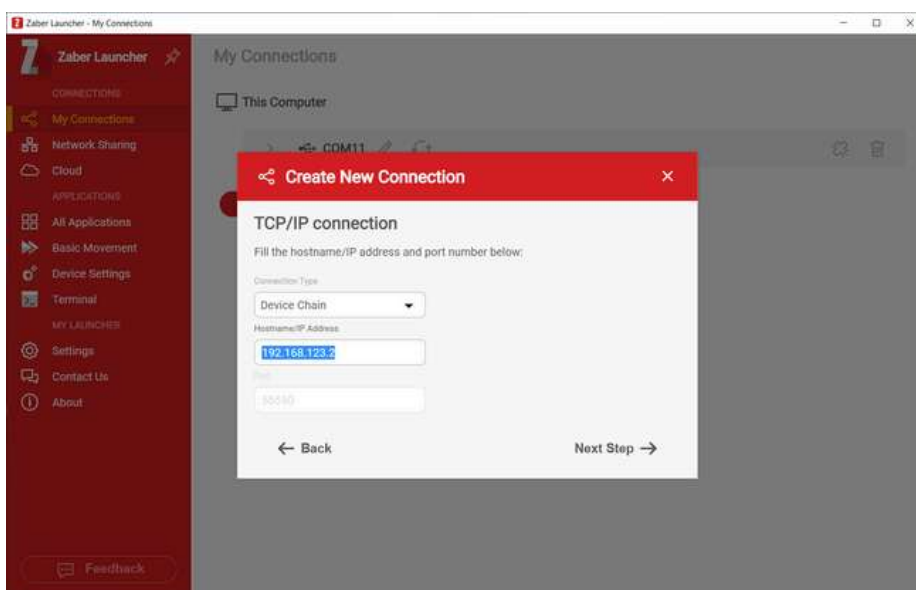 Zaber Launcher - My Connections
Zaber Launcher
My Connections
CONNECTIONS
My Connections
Network Sharing
Cloud
APPLICATIONS
All Applications
Basic Movement
Device Settings
Terminal
MY LAUNCHER
Settings
Contact Us
About
Feedback
This Computer
COM11
Create New Connection
TCP/IP connection
Fill the hostname/IP address and port number below:
Connection Type
Device Chain
Hostname/IP Address
192.168.123.2
Port
Back
Next Step